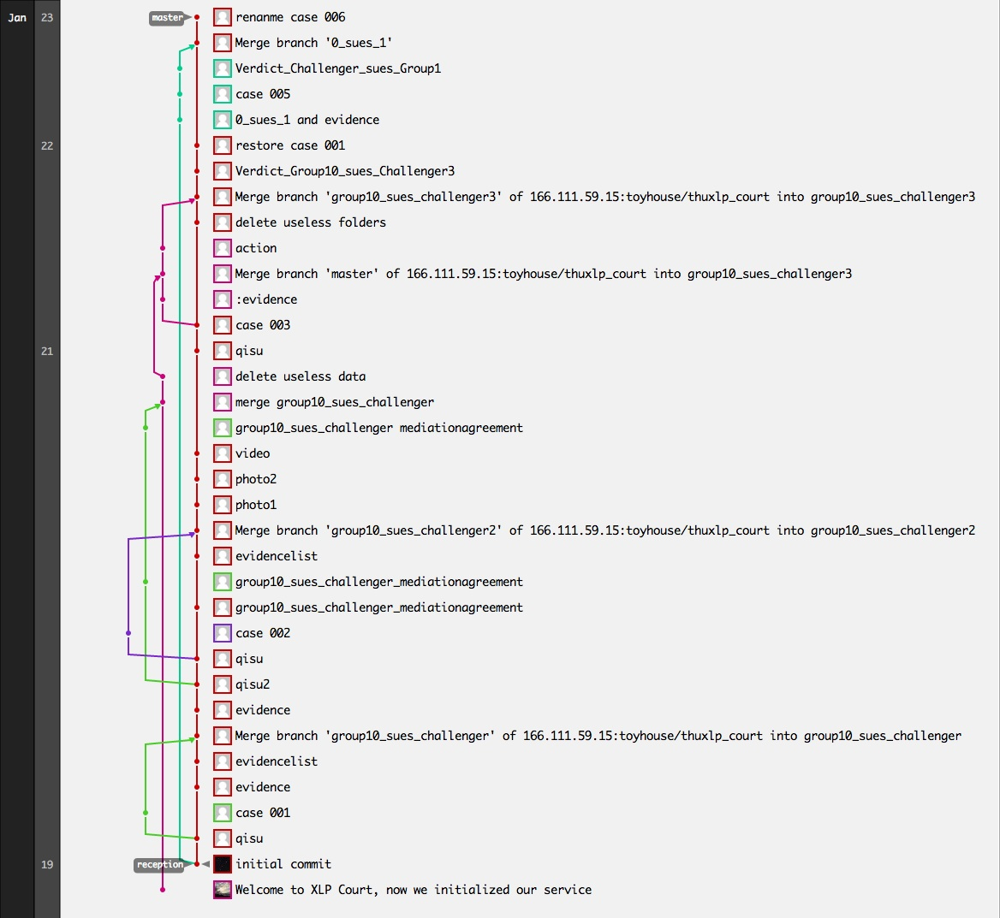 Jan 23 master renanme case 006
Merge branch '0_sues_1'
Verdict_Challenger_sues_Group1
case 005
0_sues_1 and evidence
22 restore case 001
Verdict_Group10_sues_Challenger3
Merge branch 'group10_sues_challenger3' of 166.111.59.15:toyhouse/thuxlp_court into group10_sues_challenger3
delete useless folders
action
Merge branch 'master' of 166.111.59.15:toyhouse/thuxlp_court into group10_sues_challenger3
:evidence
case 003
21 qisu
delete useless data
merge group10_sues_challenger
group10_sues_challenger mediationagreement
video
photo2
photo1
Merge branch 'group10_sues_challenger2' of 166.111.59.15:toyhouse/thuxlp_court into group10_sues_challenger2
evidencelist
group10_sues_challenger_mediationagreement
group10_sues_challenger_mediationagreement
case 002
qisu
qisu2
evidence
Merge branch 'group10_sues_challenger' of 166.111.59.15:toyhouse/thuxlp_court into group10_sues_challenger
evidencelist
evidence
case 001
qisu
19 reception initial commit
Welcome to XLP Court, now we initialized our service